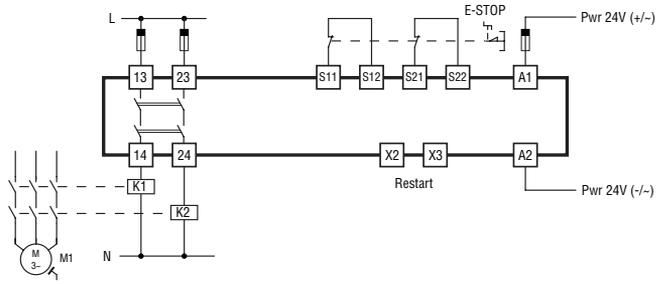 E-STOP
L
Pwr 24V (+/~)
13
23
S11
S12
S21
S22
A1
14
24
X2
X3
A2
Restart
K1
K2
Pwr 24V (-/~)
M
3~
M1
N